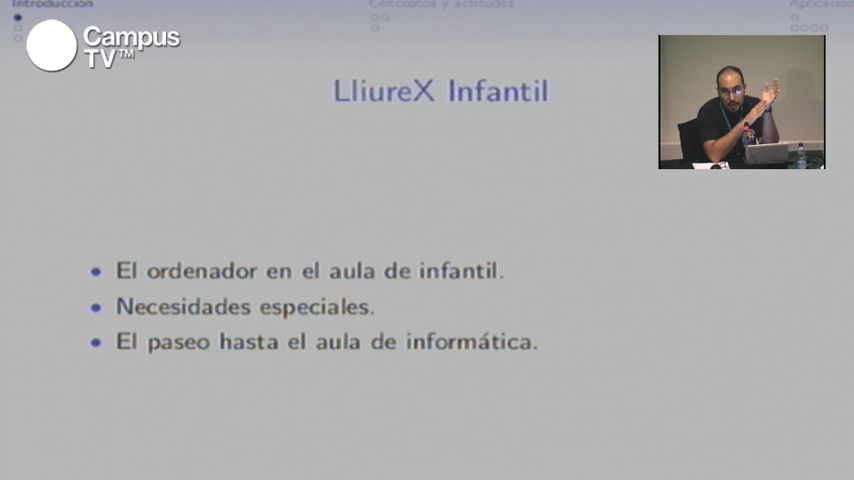 Introducción
Conceptos y actitudes
Campus
TV™
LliureX Infantil
El ordenador en el aula de infantil.
Necesidades especiales.
El paseo hasta el aula de informática.